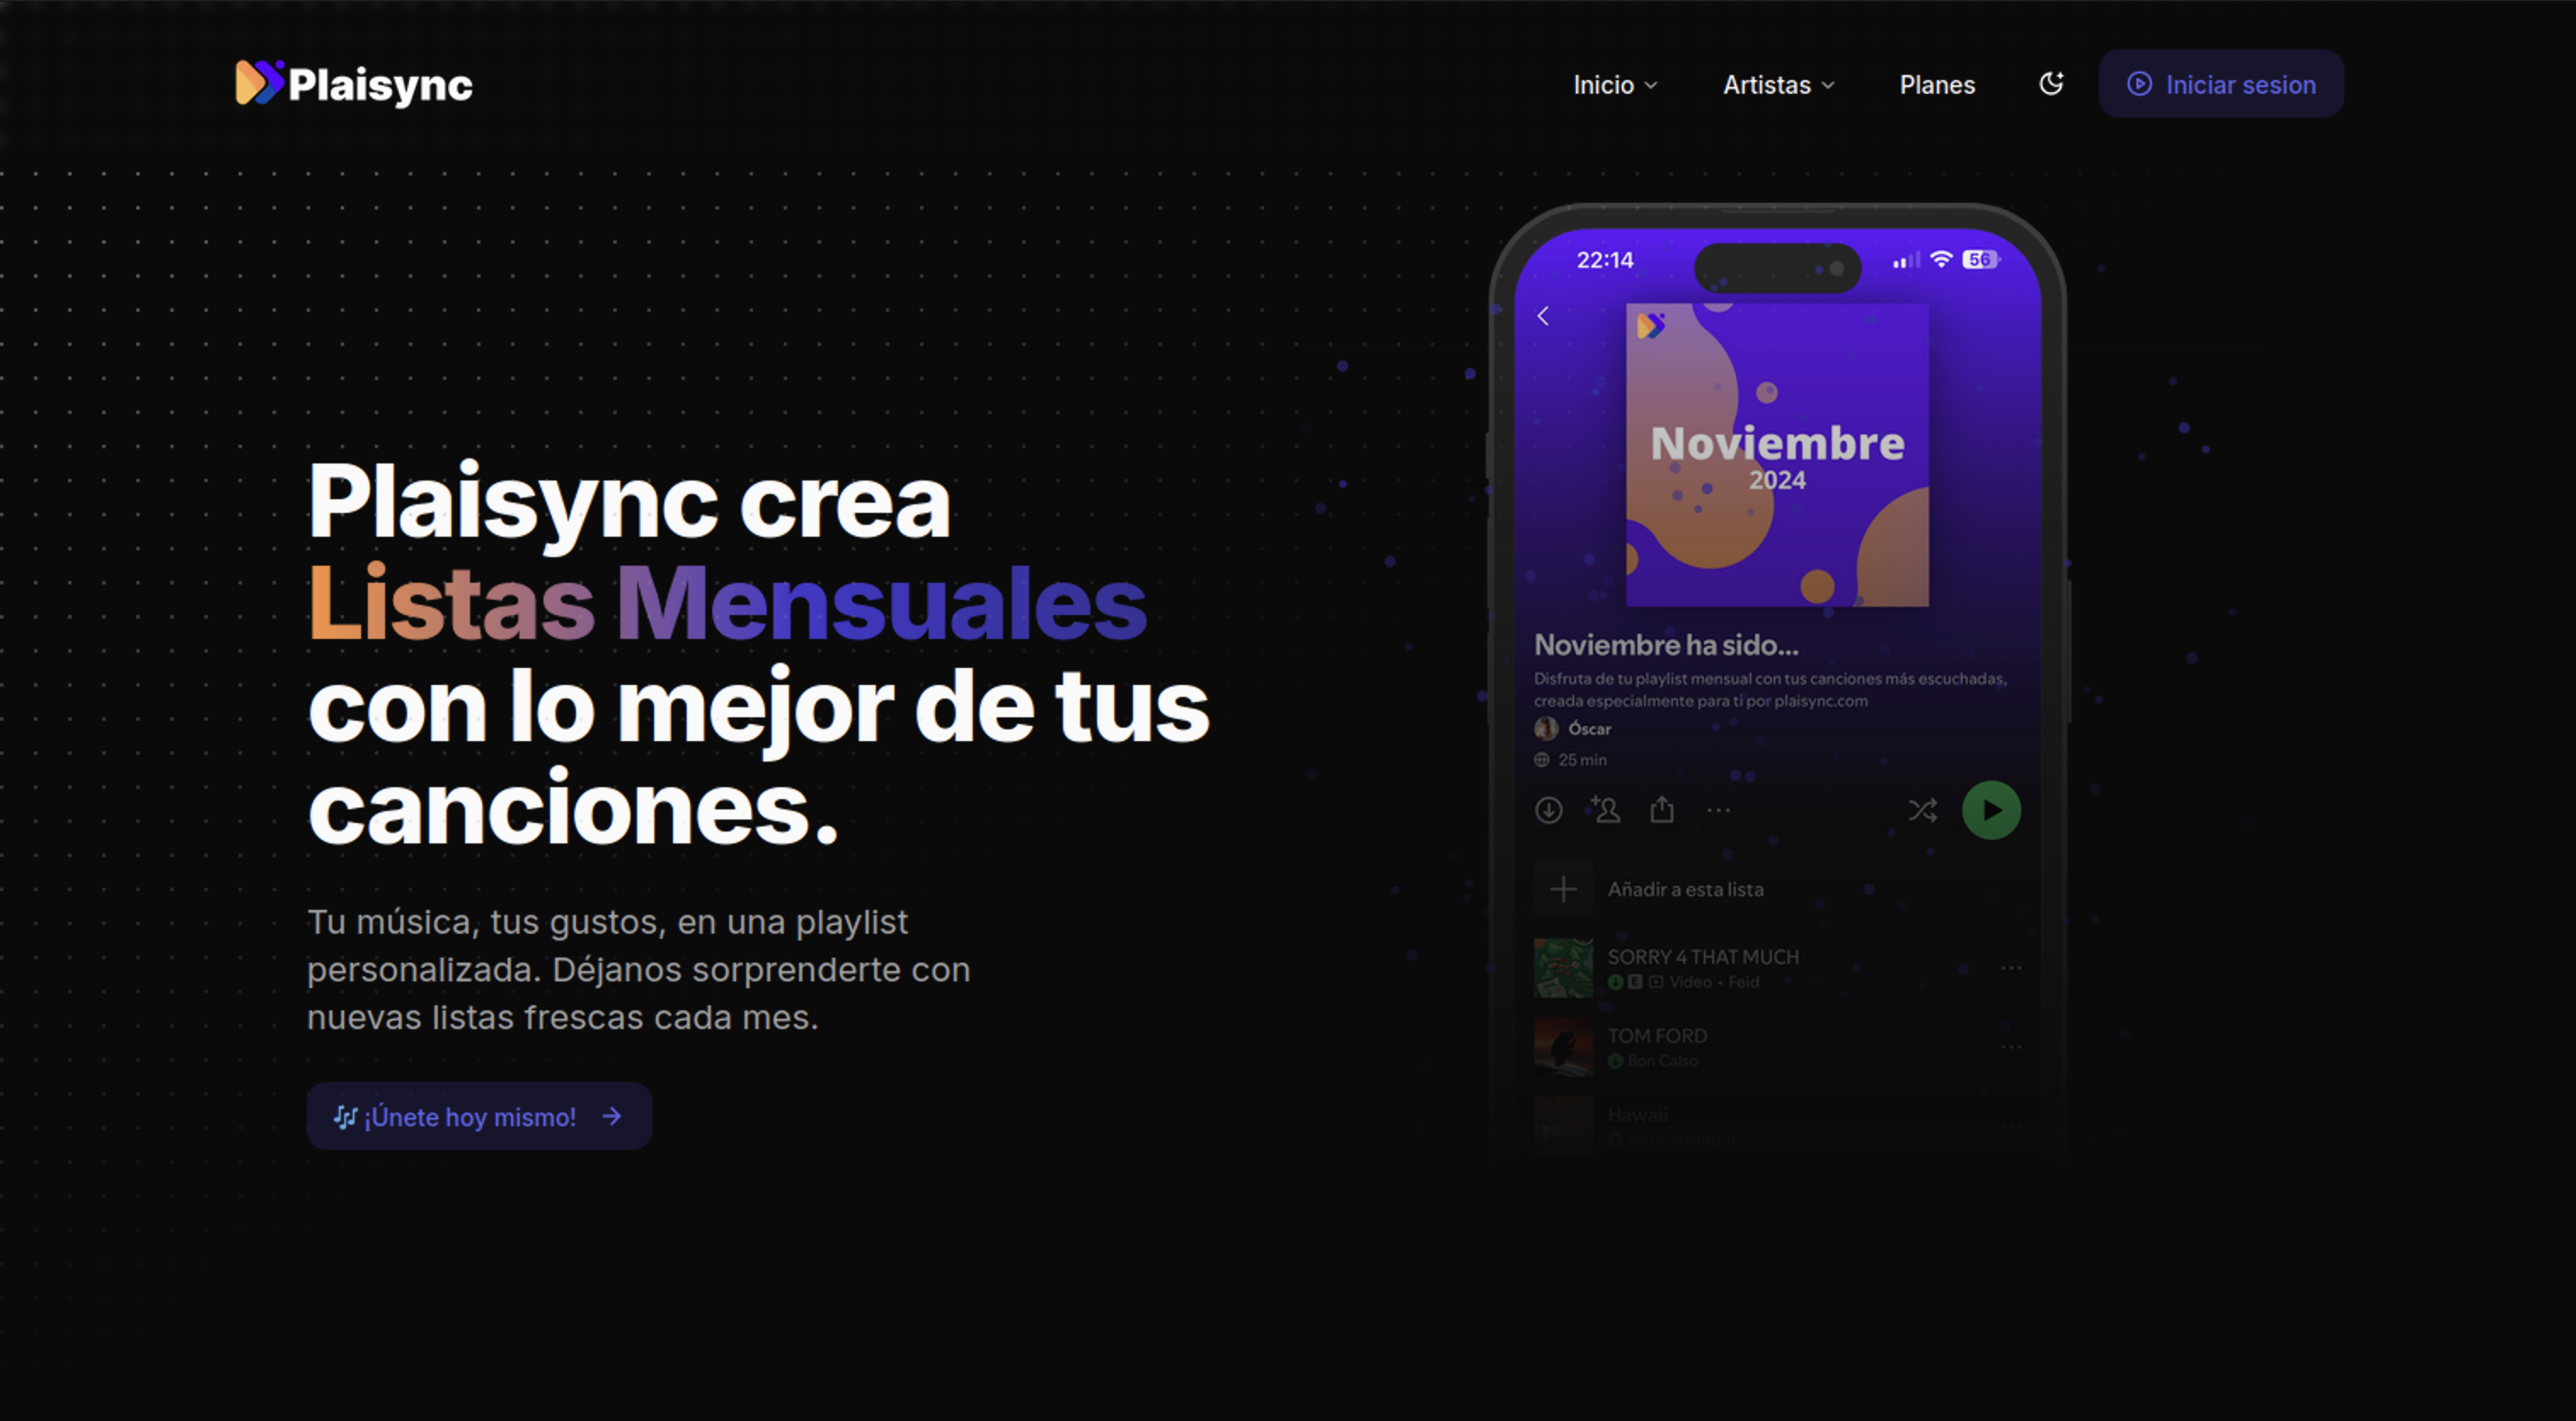 Plaisync
Inicio
Artistas
Planes
Iniciar sesion
Plaisync crea
Listas Mensuales
con lo mejor de tus
canciones.
Tu música, tus gustos, en una playlist
personalizada. Déjanos sorprenderte con
nuevas listas frescas cada mes.
¡Únete hoy mismo!
22:14
56
Noviembre
2024
Noviembre ha sido...
Disfruta de tu playlist mensual con tus canciones más escuchadas,
creada especialmente para ti por plaisync.com
Óscar
25 min
Añadir a esta lista
SORRY 4 THAT MUCH
E Video • Feid
TOM FORD
Bon Calso
Hawaii